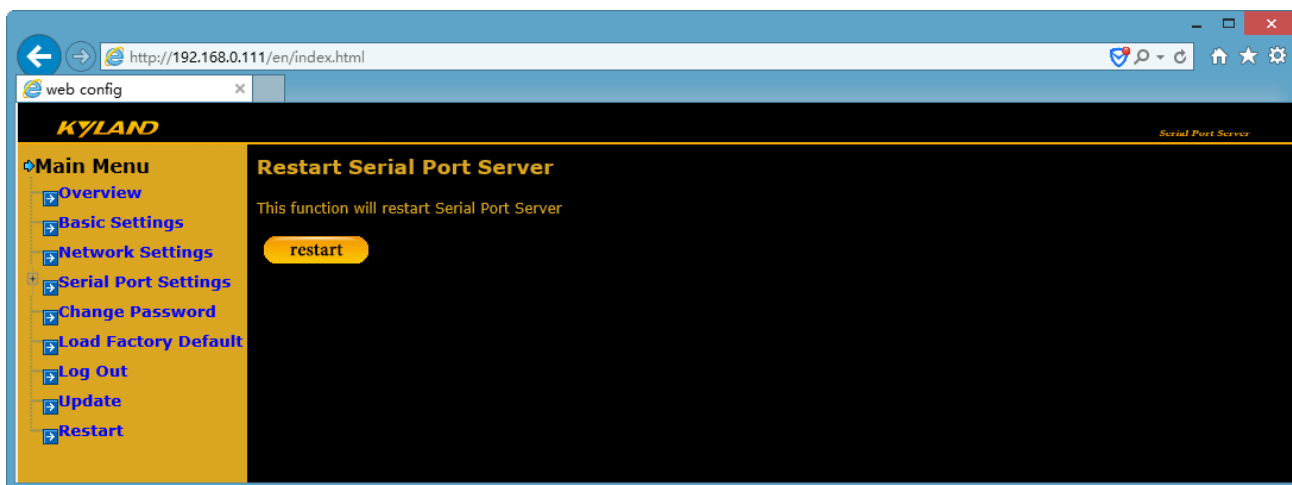 http://192.168.0.111/en/index.html
web config
KYLAND
Serial Port Server
Main Menu
Overview
Basic Settings
Network Settings
Serial Port Settings
Change Password
Load Factory Default
Log Out
Update
Restart
Restart Serial Port Server
This function will restart Serial Port Server
restart